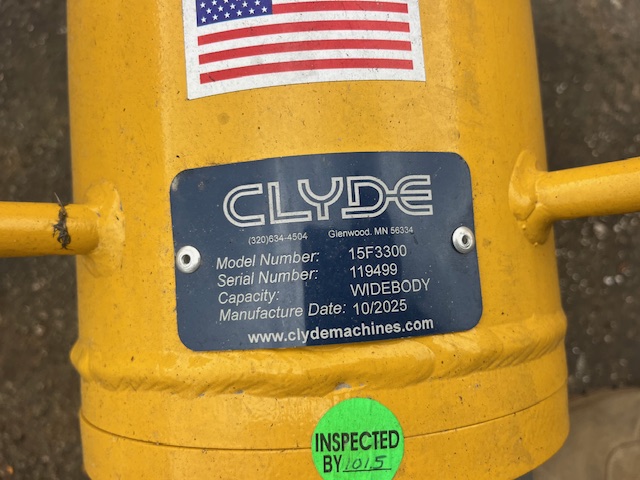 CLYDE
(320)634-4504 Glenwood, MN 56334
Model Number: 15F3300
Serial Number: 119499
Capacity: WIDEBODY
Manufacture Date: 10/2025
www.clydemachines.com
INSPECTED
BY 1015